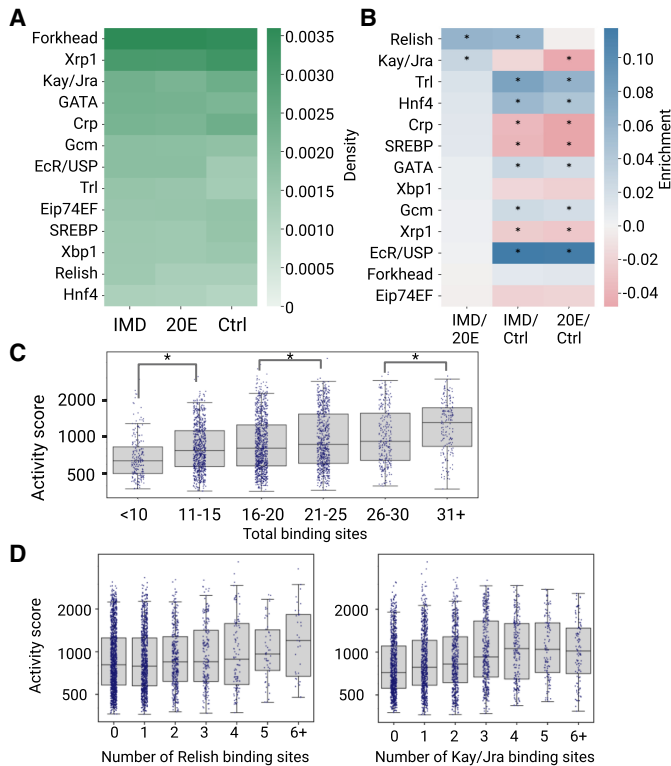 A
Forkhead
Xrp1
Kay/Jra
GATA
Crp
Gcm
EcR/USP
Trl
Eip74EF
SREBP
Xbp1
Relish
Hnf4
IMD 20E Ctrl
0.0035
0.0030
0.0025
0.0020
0.0015
0.0010
0.0005
0
Density
B
Relish * *
Kay/Jra * *
Trl * *
Hnf4 * *
Crp * *
SREBP * *
GATA * *
Xbp1
Gcm * *
Xrp1 * *
EcR/USP * *
Forkhead
Eip74EF
IMD/ IMD/ 20E/
20E Ctrl Ctrl
0.10
0.08
0.06
0.04
0.02
0.0
-0.02
-0.04
Enrichment
C
* * *
Activity score
2000
1000
500
<10 11-15 16-20 21-25 26-30 31+
Total binding sites
D
Activity score
2000
1000
500
0 1 2 3 4 5 6+
Number of Relish binding sites
2000
1000
500
0 1 2 3 4 5 6+
Number of Kay/Jra binding sites